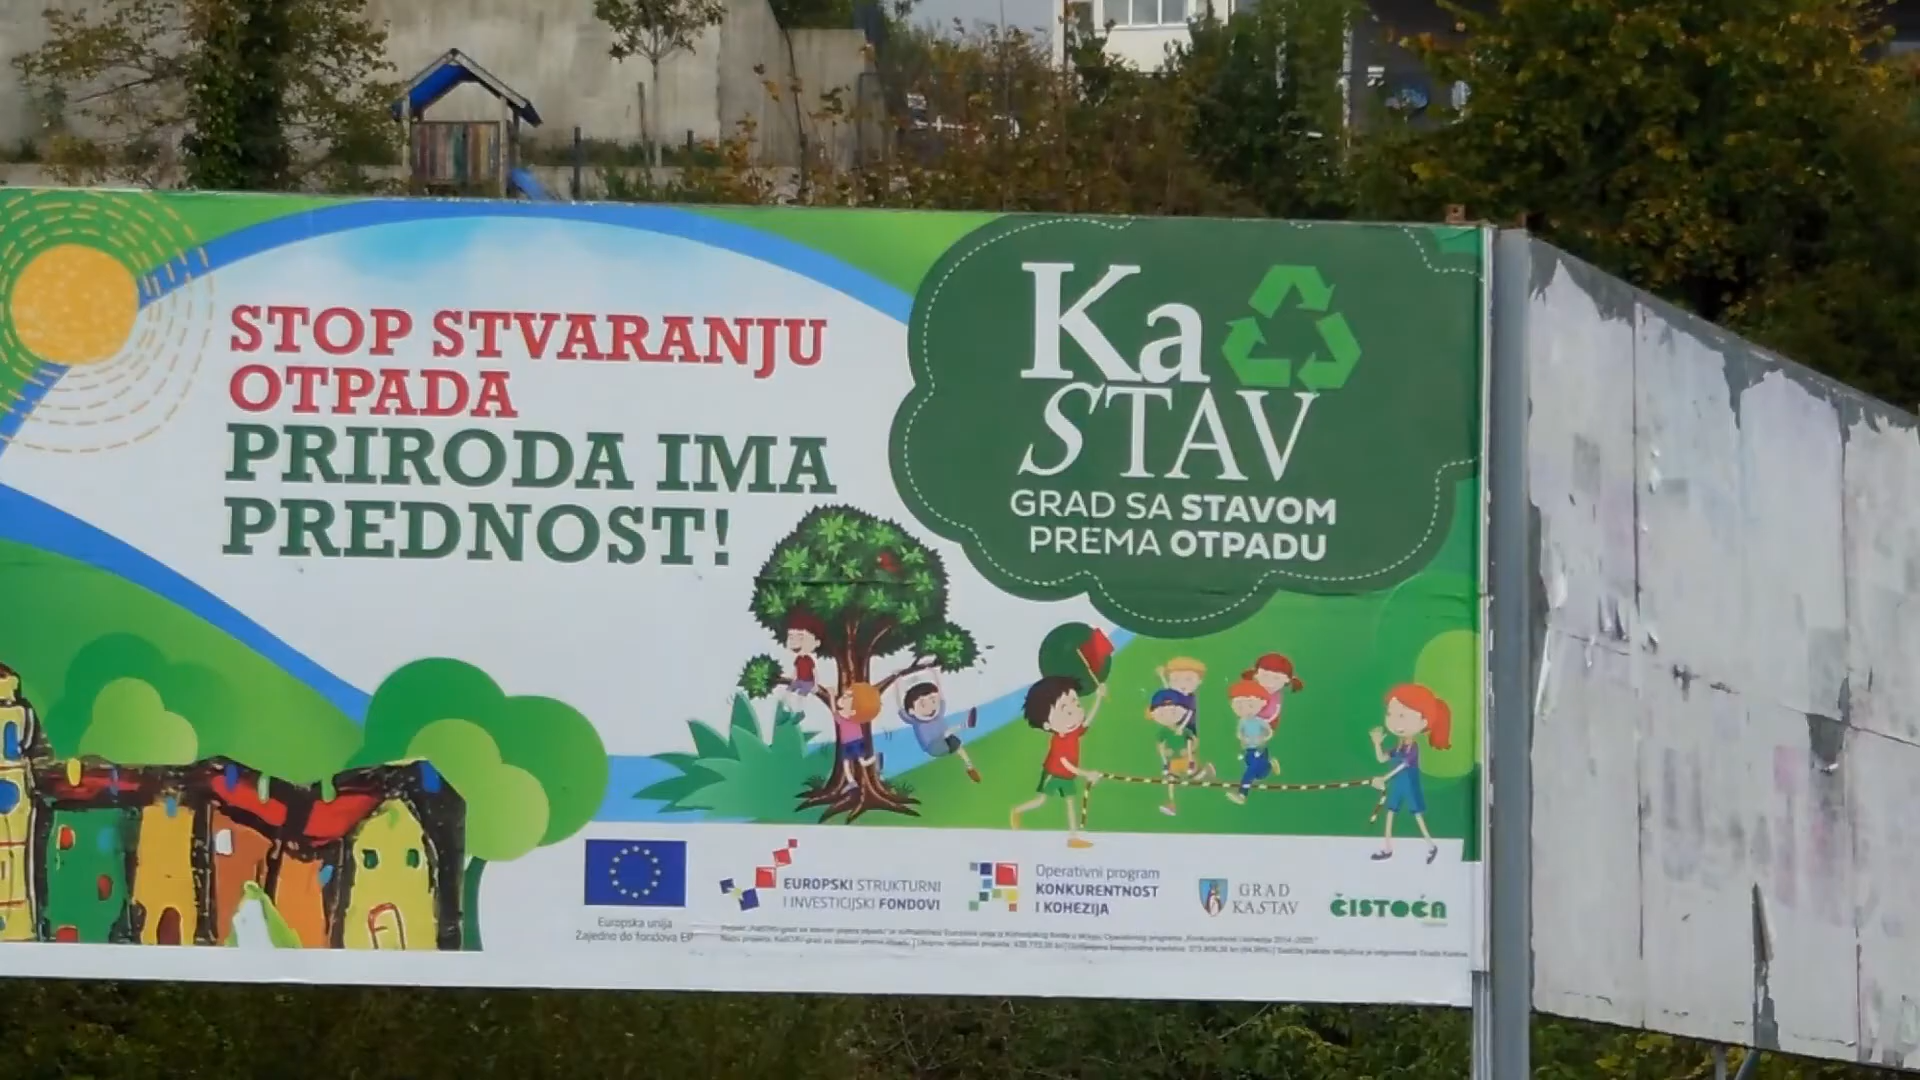 STOP STVARANJU
OTPADA
PRIRODA IMA
PREDNOST!
Ka
STAV
GRAD SA STAVOM
PREMA OTPADU
Europska unija
Zajedno do fondova EU
EUROPSKI STRUKTURNI
I INVESTICIJSKI FONDOVI
Operativni program
KONKURENTNOST
I KOHEZIJA
GRAD
KASTAV
ČISTOĆA